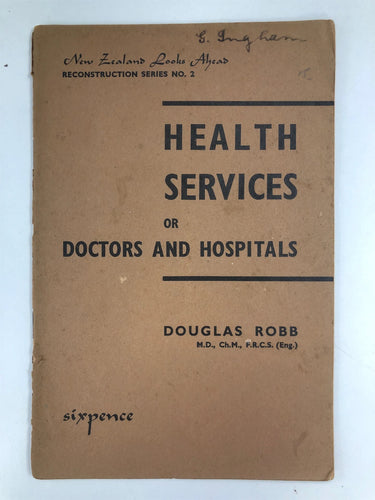 G. Ingham
New Zealand Looks Ahead
RECONSTRUCTION SERIES NO. 2
HEALTH
SERVICES
OR
DOCTORS AND HOSPITALS
DOUGLAS ROBB
M.D., Ch.M., F.R.C.S. (Eng.)
sixpence